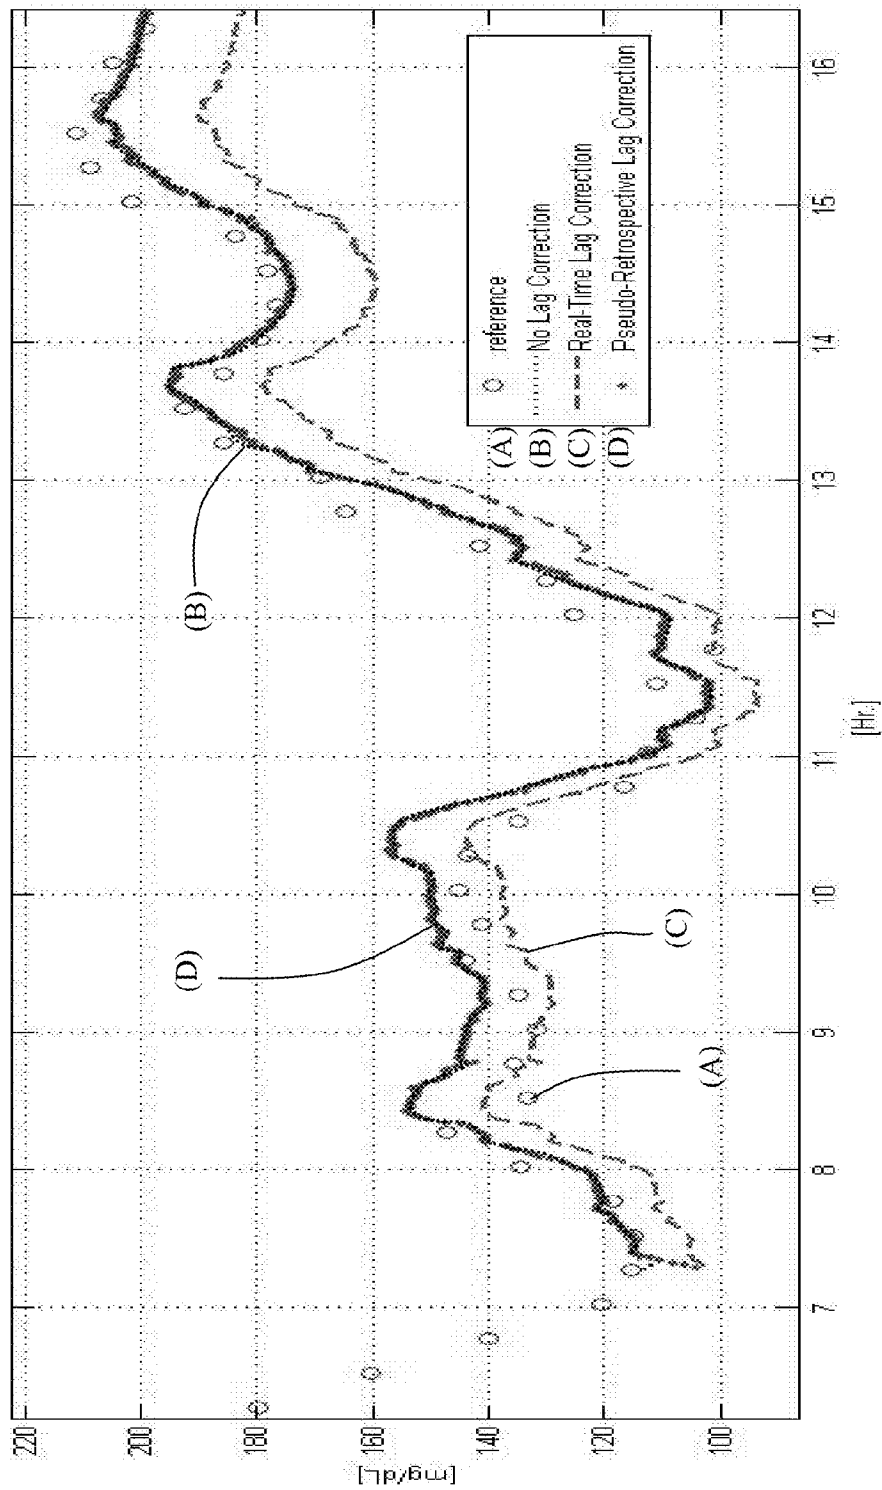 220
200
180
160
140
120
100
[mg/dL]
7
8
9
10
11
12
13
14
15
16
[Hr.]
(D)
(B)
(A)
(C)
(A) reference
(B) No Lag Correction
(C) Real-Time Lag Correction
(D) Pseudo-Retrospective Lag Correction